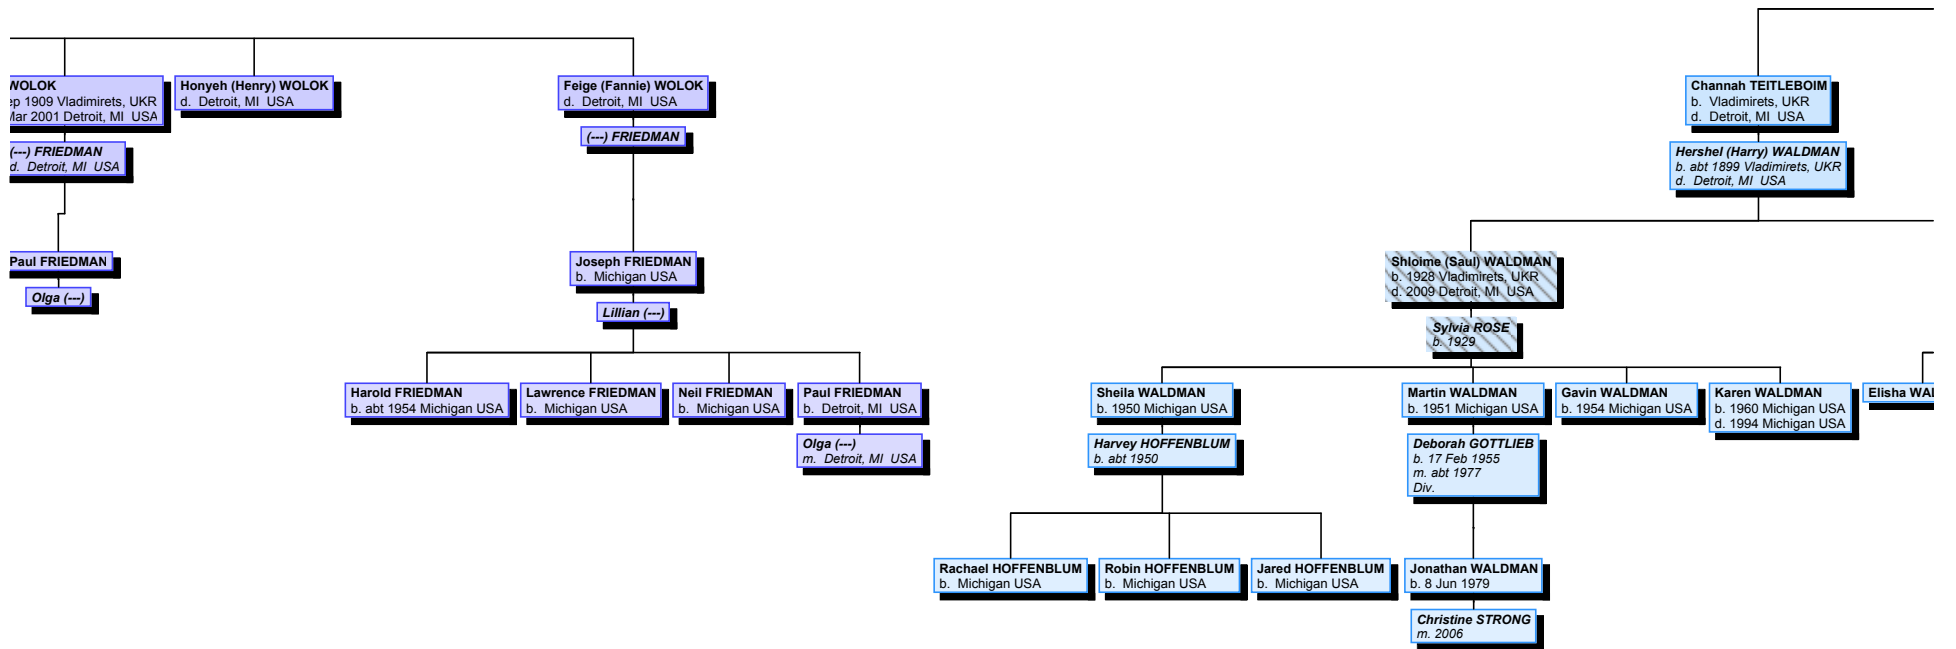 WOLOK
ep 1909 Vladimirets, UKR
Mar 2001 Detroit, MI USA
(---) FRIEDMAN
d. Detroit, MI USA
Paul FRIEDMAN
Olga (---)
Honyeh (Henry) WOLOK
d. Detroit, MI USA
Feige (Fannie) WOLOK
d. Detroit, MI USA
(---) FRIEDMAN
Joseph FRIEDMAN
b. Michigan USA
Lillian (---)
Harold FRIEDMAN
b. abt 1954 Michigan USA
Lawrence FRIEDMAN
b. Michigan USA
Neil FRIEDMAN
b. Michigan USA
Paul FRIEDMAN
b. Detroit, MI USA
Olga (---)
m. Detroit, MI USA
Channah TEITLEBOIM
b. Vladimirets, UKR
d. Detroit, MI USA
Hershel (Harry) WALDMAN
b. abt 1899 Vladimirets, UKR
d. Detroit, MI USA
Shloime (Saul) WALDMAN
b. 1928 Vladimirets, UKR
d. 2009 Detroit, MI USA
Sylvia ROSE
b. 1929
Sheila WALDMAN
b. 1950 Michigan USA
Harvey HOFFENBLUM
b. abt 1950
Martin WALDMAN
b. 1951 Michigan USA
Deborah GOTTLIEB
b. 17 Feb 1955
m. abt 1977
Div.
Gavin WALDMAN
b. 1954 Michigan USA
Karen WALDMAN
b. 1960 Michigan USA
d. 1994 Michigan USA
Elisha WAL
Rachael HOFFENBLUM
b. Michigan USA
Robin HOFFENBLUM
b. Michigan USA
Jared HOFFENBLUM
b. Michigan USA
Jonathan WALDMAN
b. 8 Jun 1979
Christine STRONG
m. 2006